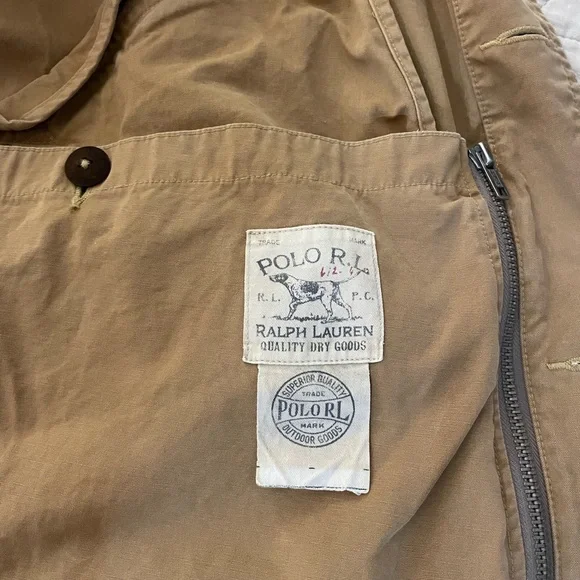 TRADE MARK
POLO R.L.
R.L. P.C.
RALPH LAUREN
QUALITY DRY GOODS
SUPERIOR QUALITY
TRADE
POLO RL
MARK
OUTDOOR GOODS